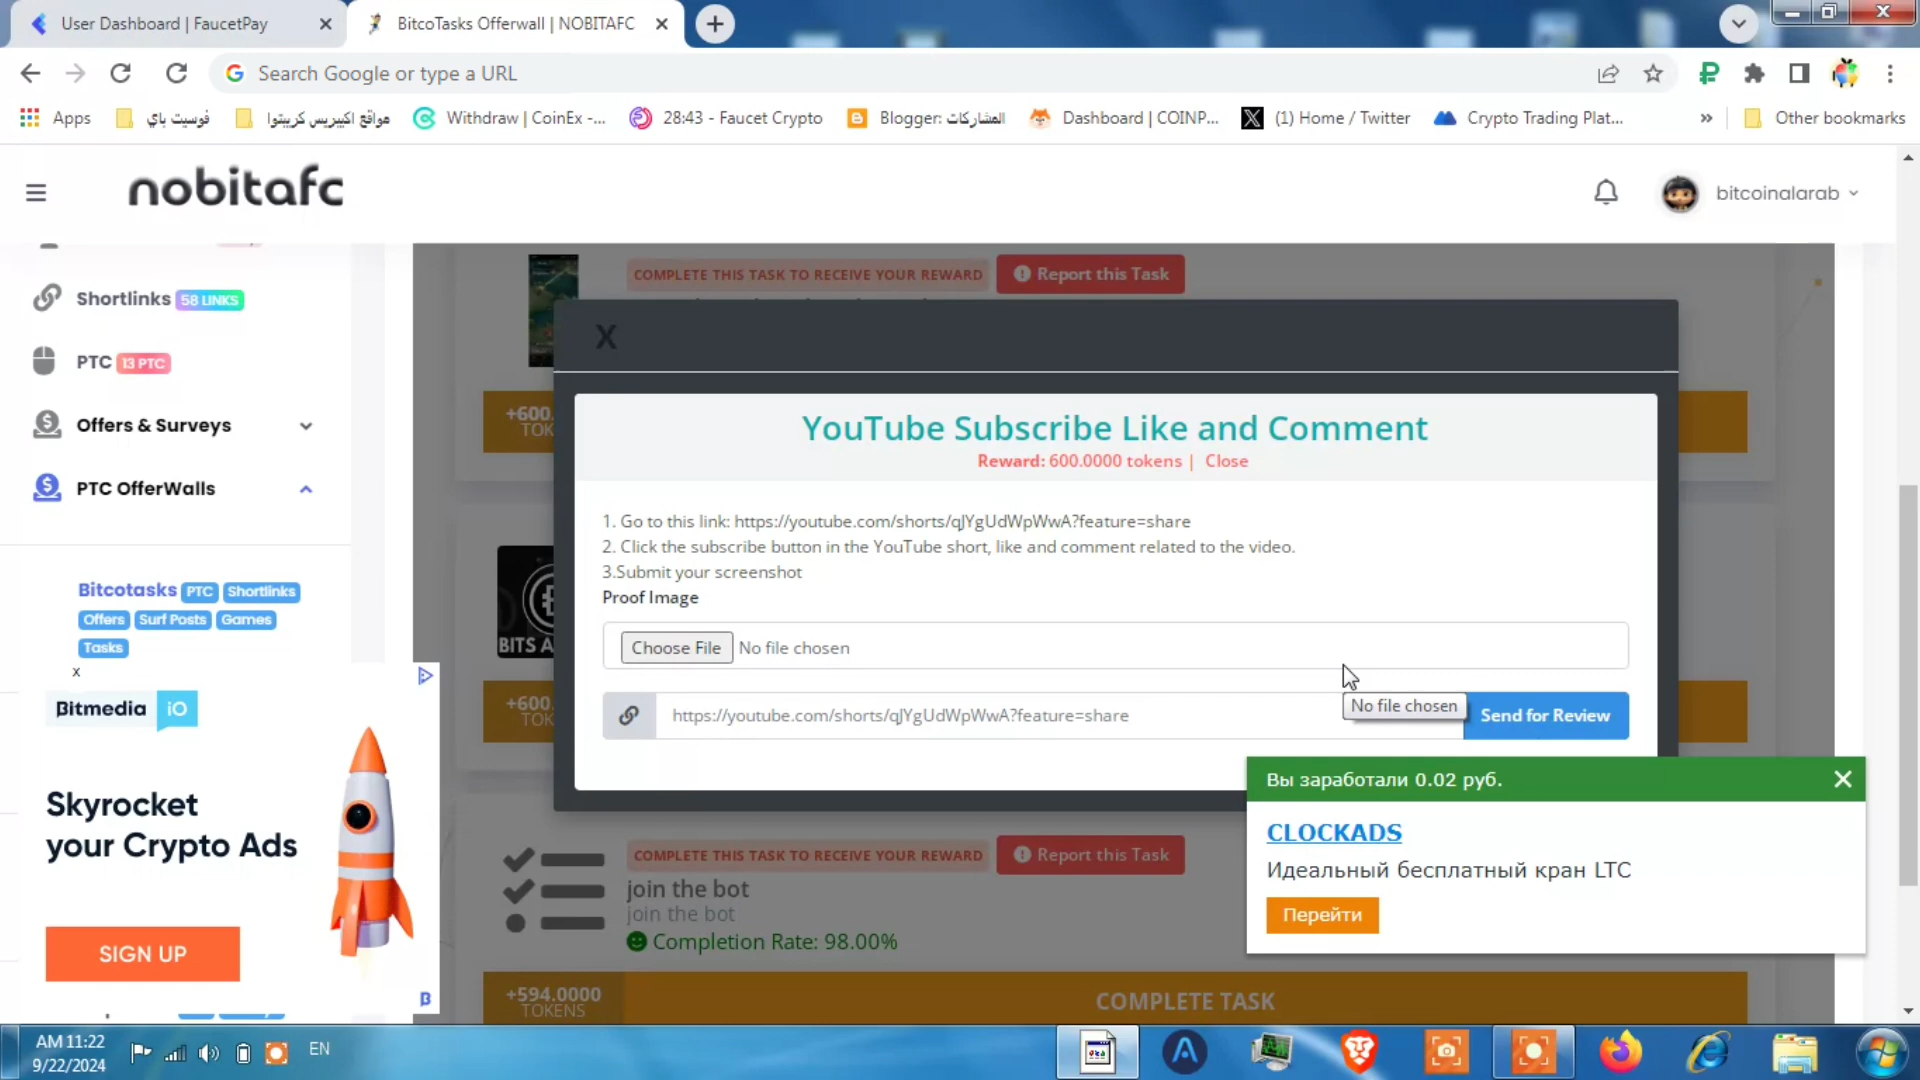 User Dashboard | FaucetPay
BitcoTasks Offerwall | NOBITAFC
Search Google or type a URL
Apps
فوسيت باي
مواقع اكبيريس كريبتوا
Withdraw | CoinEx -...
28:43 - Faucet Crypto
Blogger: المشاركات
Dashboard | COINP...
(1) Home / Twitter
Crypto Trading Plat...
»
Other bookmarks
nobitafc
bitcoinalarab
Shortlinks 58 LINKS
PTC 13 PTC
Offers & Surveys
PTC OfferWalls
Bitcotasks PTC Shortlinks
Offers Surf Posts Games
Tasks
x
Bitmedia iO
Skyrocket
your Crypto Ads
SIGN UP
COMPLETE THIS TASK TO RECEIVE YOUR REWARD
Report this Task
+600.
TOK
X
YouTube Subscribe Like and Comment
Reward: 600.0000 tokens | Close
1. Go to this link: https://youtube.com/shorts/qJYgUdWpWwA?feature=share
2. Click the subscribe button in the YouTube short, like and comment related to the video.
3.Submit your screenshot
Proof Image
Choose File No file chosen
https://youtube.com/shorts/qJYgUdWpWwA?feature=share
No file chosen
Send for Review
BITS A
+600.
TOK
Вы заработали 0.02 руб.
CLOCKADS
Идеальный бесплатный кран LTC
Перейти
COMPLETE THIS TASK TO RECEIVE YOUR REWARD
Report this Task
join the bot
join the bot
Completion Rate: 98.00%
+594.0000
TOKENS
COMPLETE TASK
AM 11:22
9/22/2024
EN